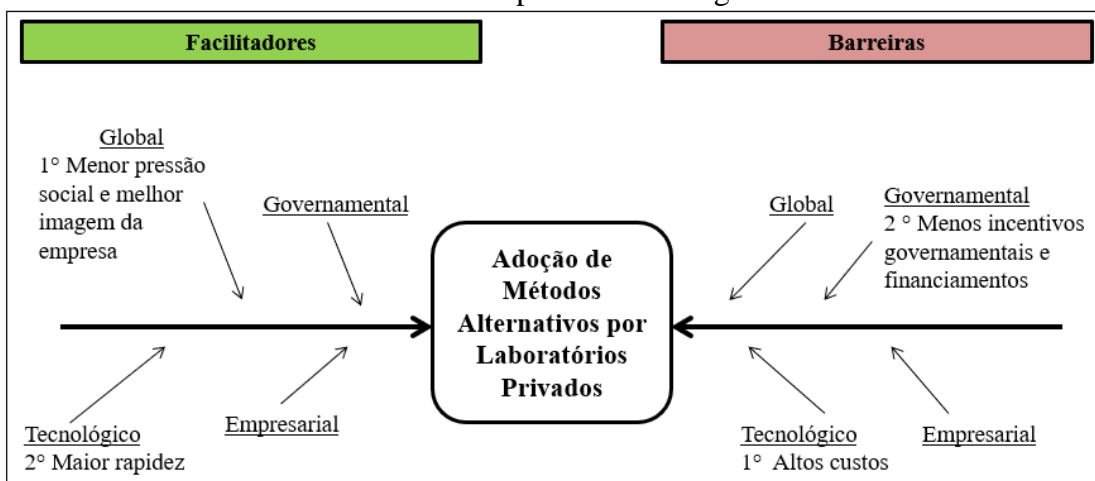 Facilitadores
Barreiras
Global
1° Menor pressão
social e melhor
imagem da
empresa
Governamental
Tecnológico
2° Maior rapidez
Empresarial
Adoção de
Métodos
Alternativos por
Laboratórios
Privados
Global
Governamental
2 ° Menos incentivos
governamentais e
financiamentos
Tecnológico
1° Altos custos
Empresarial